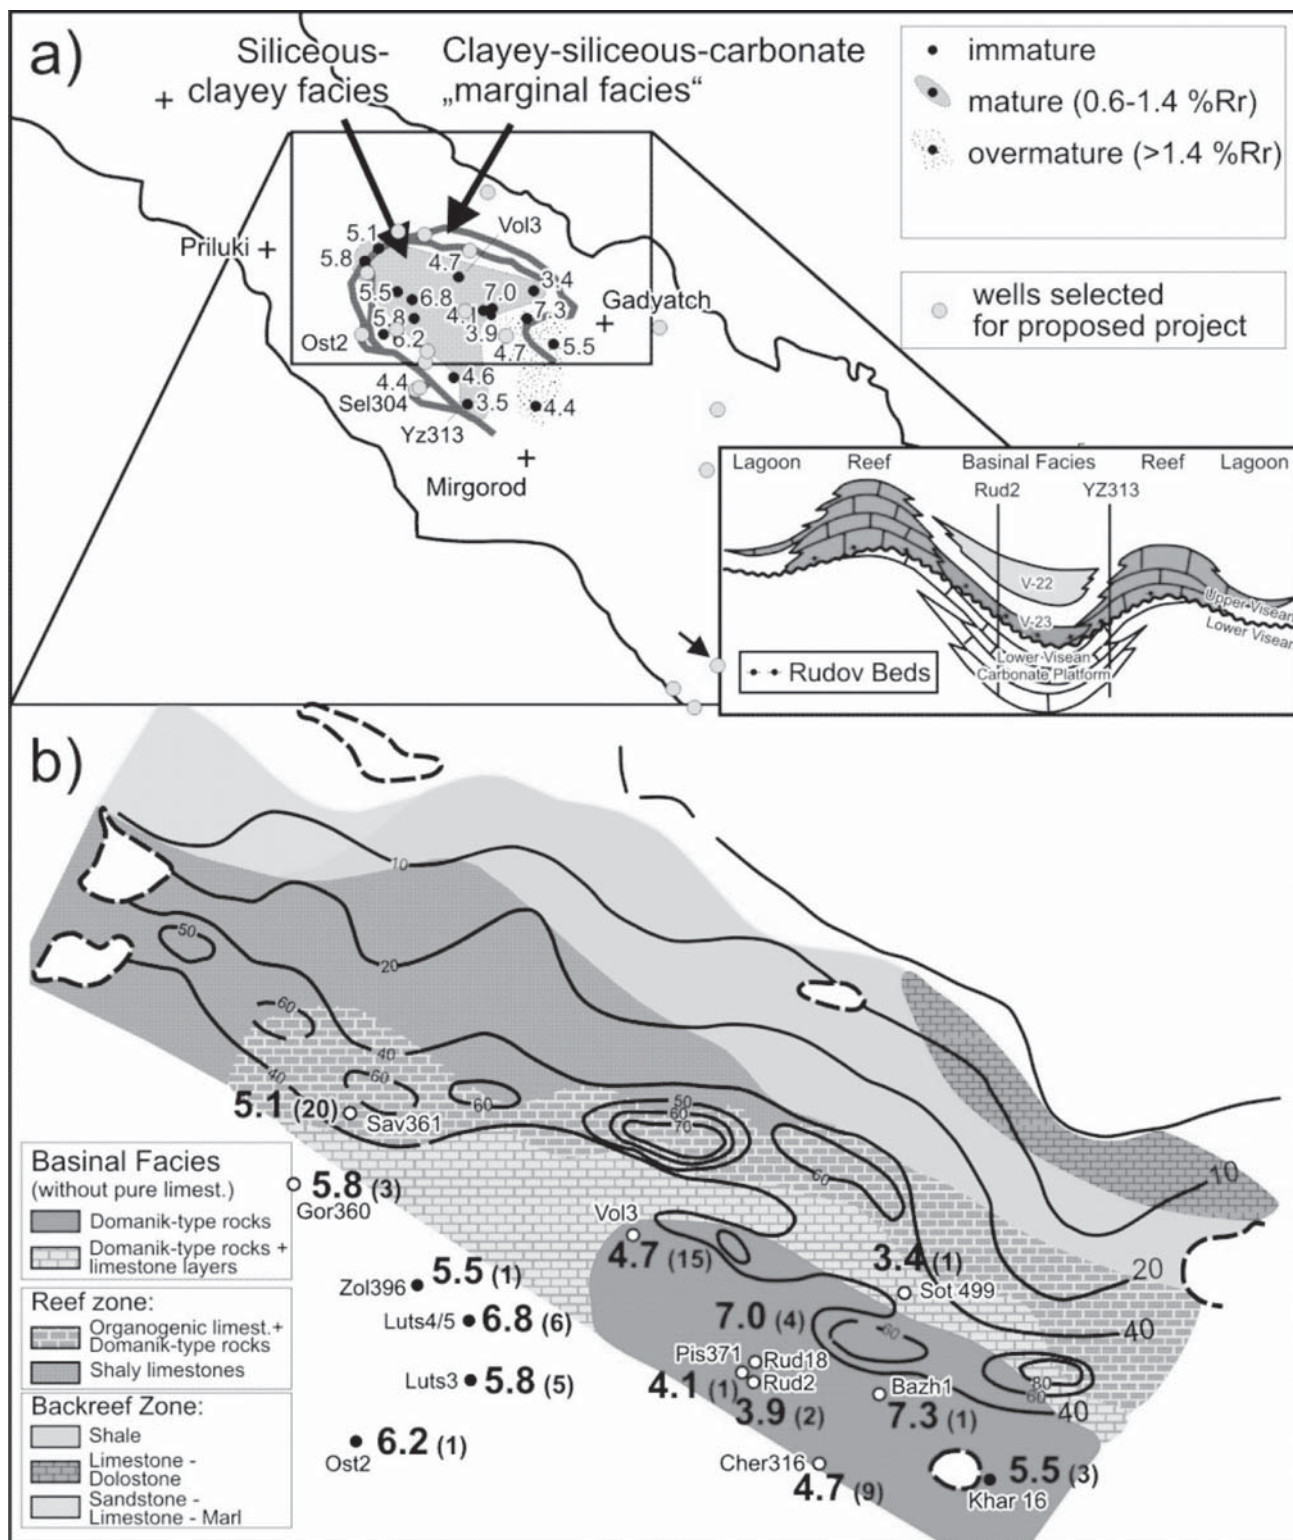 a)
Siliceous-
clayey facies
Clayey-siliceous-carbonate
„marginal facies“
immature
mature (0.6-1.4 %Rr)
overmature (>1.4 %Rr)
wells selected
for proposed project
Priluki
Vol3
Gadyatch
Ost2
Sel304
Yz313
Mirgorod
5.1
5.8
4.7
3.4
5.5
6.8
7.0
4.1
7.3
5.8
3.9
6.2
4.7
5.5
4.4
4.6
3.5
4.4
Lagoon Reef Basinal Facies Reef Lagoon
Rud2 YZ313
V-22
V-23
Upper Visean
Lower Visean
Lower Visean
Carbonate Platform
Rudov Beds
b)
10
50
20
60
40
40
60
60
50
60
70
60
10
20
40
60
80
60
40
5.1 (20)
Sav361
5.8 (3)
Gor360
Vol3
4.7 (15)
3.4 (1)
Sot 499
Zol396
5.5 (1)
Luts4/5
6.8 (6)
7.0 (4)
Pis371
Rud18
4.1 (1)
Rud2
3.9 (2)
Bazh1
7.3 (1)
Luts3
5.8 (5)
Ost2
6.2 (1)
Cher316
4.7 (9)
5.5 (3)
Khar 16
Basinal Facies
(without pure limest.)
Domanik-type rocks
Domanik-type rocks +
limestone layers
Reef zone:
Organogenic limest.+
Domanik-type rocks
Shaly limestones
Backreef Zone:
Shale
Limestone -
Dolostone
Sandstone -
Limestone - Marl